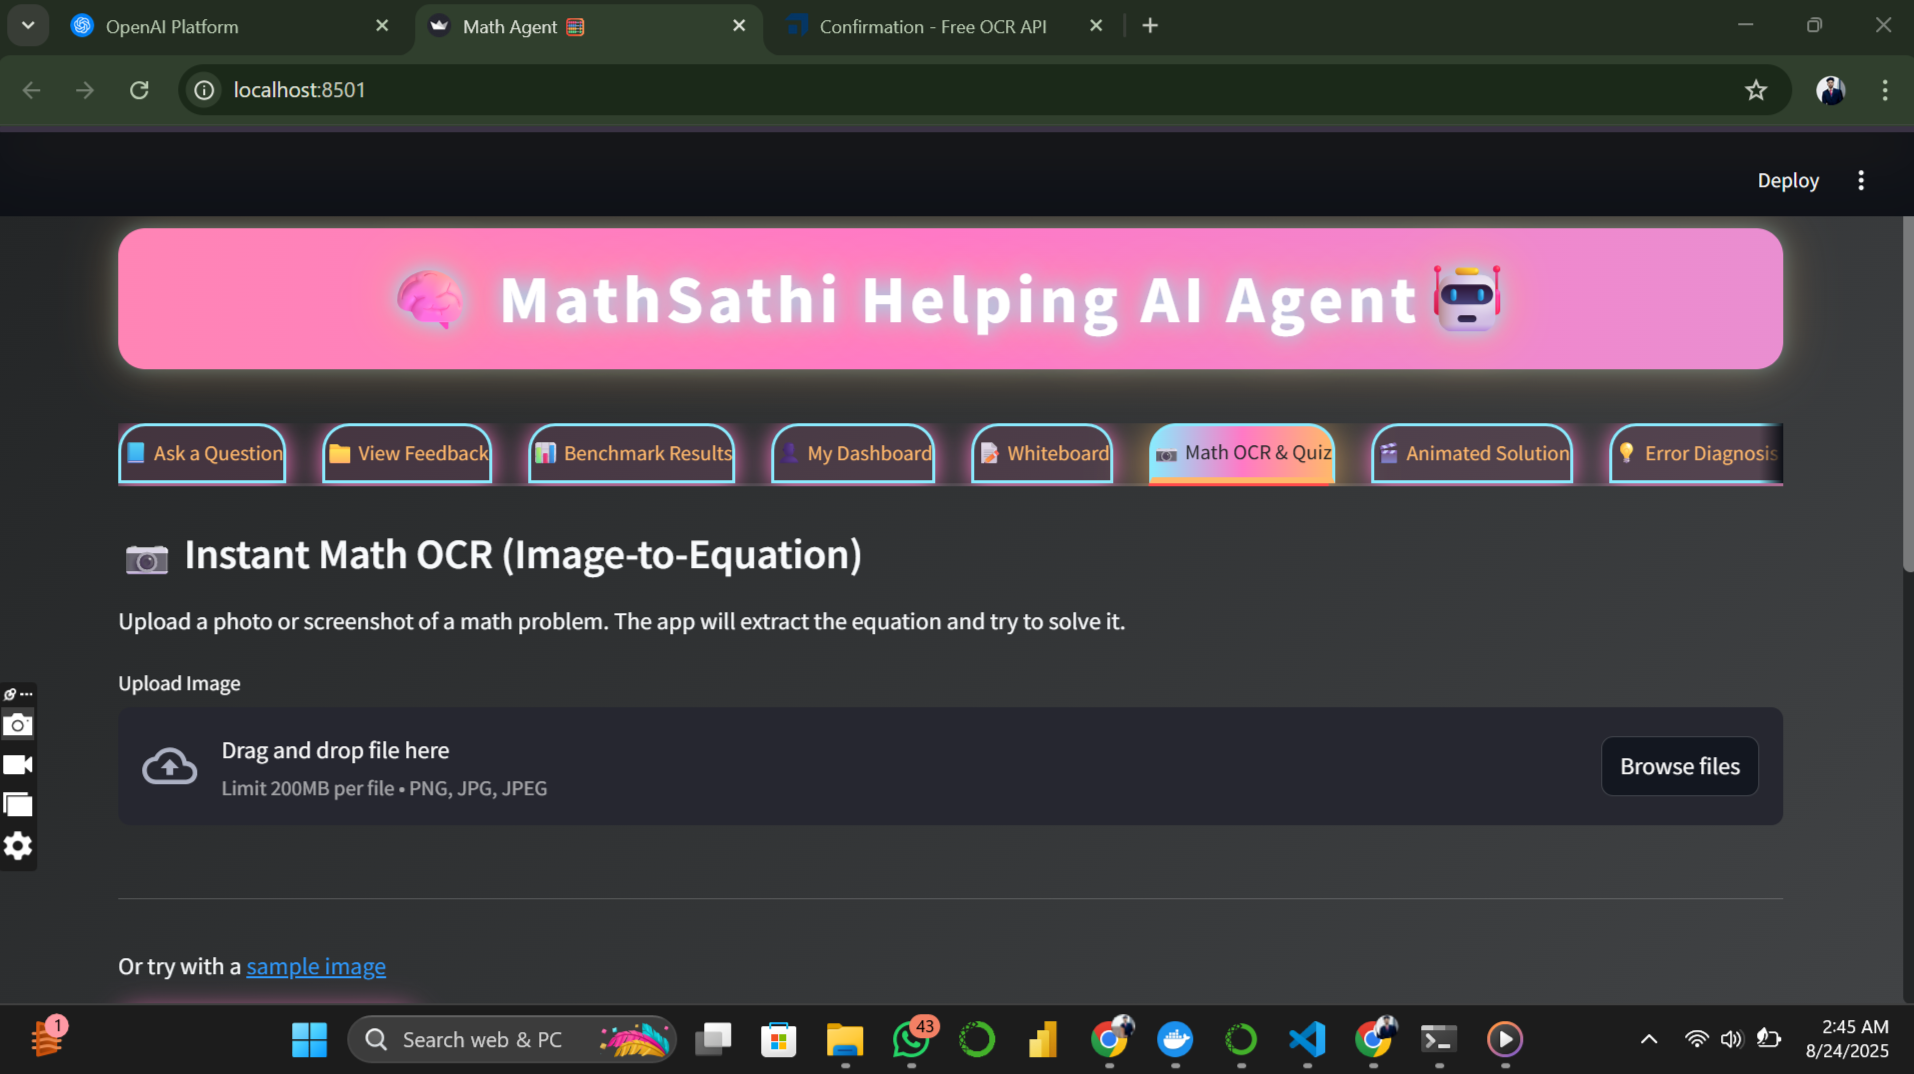 OpenAI Platform
Math Agent
Confirmation - Free OCR API
localhost:8501
Deploy
MathSathi Helping AI Agent
Ask a Question
View Feedback
Benchmark Results
My Dashboard
Whiteboard
Math OCR & Quiz
Animated Solution
Error Diagnosis
Instant Math OCR (Image-to-Equation)
Upload a photo or screenshot of a math problem. The app will extract the equation and try to solve it.
Upload Image
Drag and drop file here
Limit 200MB per file • PNG, JPG, JPEG
Browse files
Or try with a sample image
1
Search web & PC
43
2:45 AM
8/24/2025